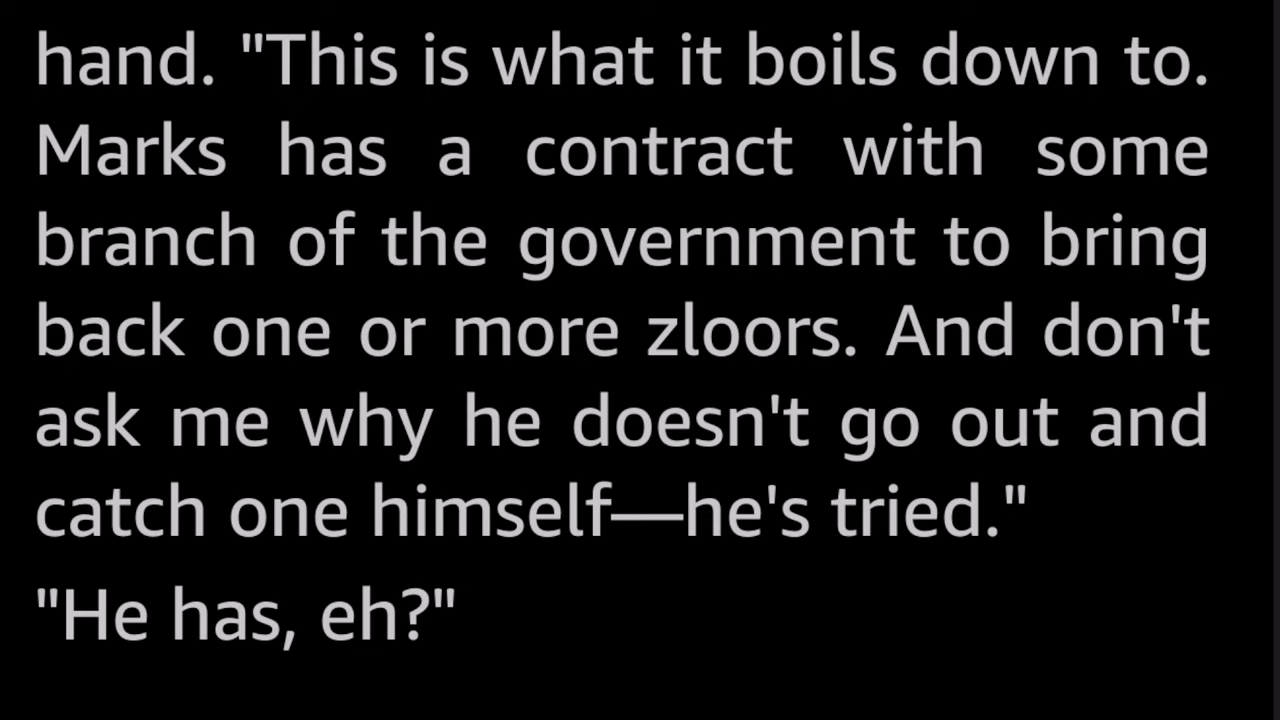 hand. "This is what it boils down to.
Marks has a contract with some
branch of the government to bring
back one or more zloors. And don't
ask me why he doesn't go out and
catch one himself—he's tried."
"He has, eh?"